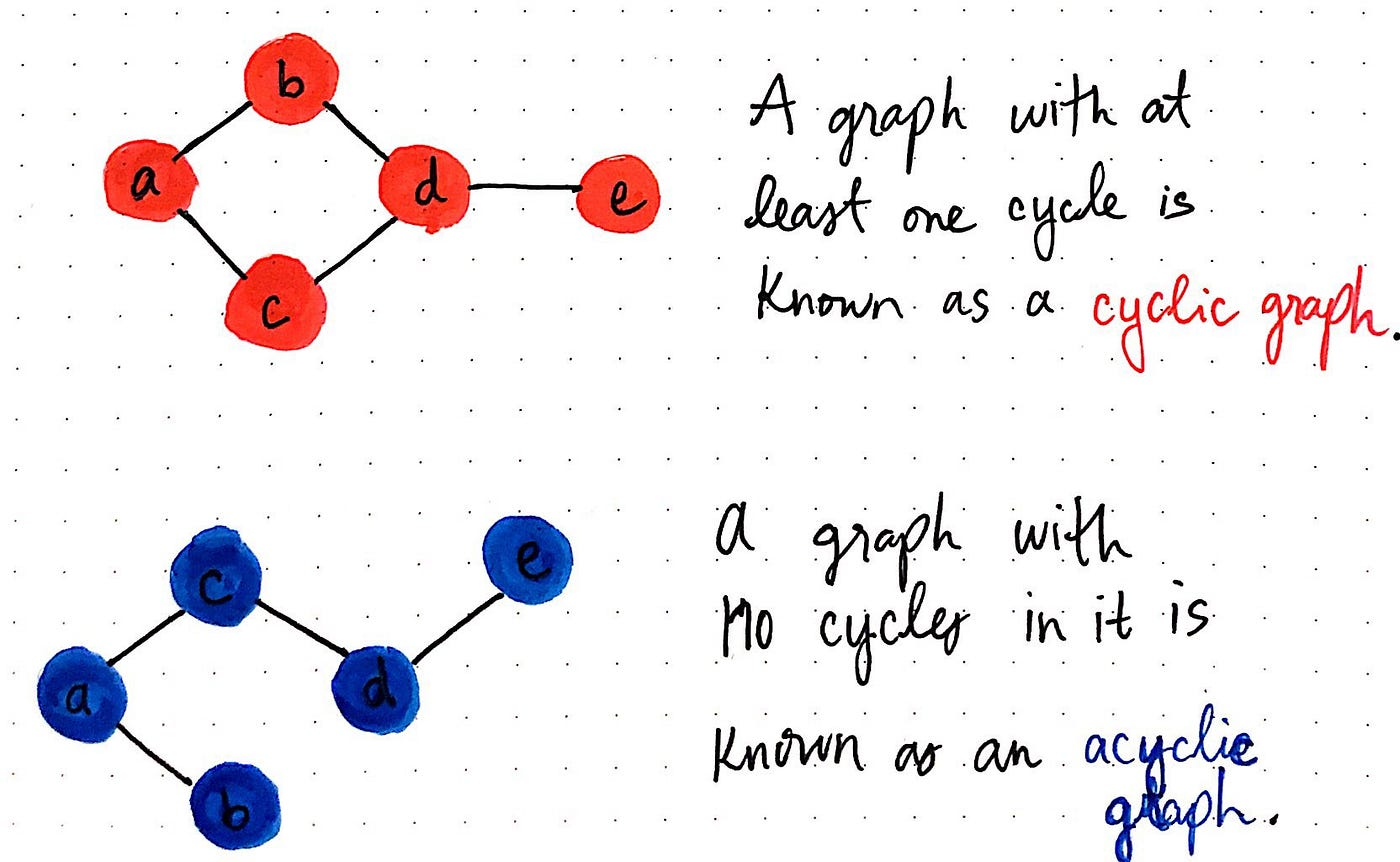 b
A graph with at
a
d
e
least one cycle is
c
Known as a cyclic graph.
c
e
a graph with
no cycles in it is
a
d
Known as an acyclic
b
graph.